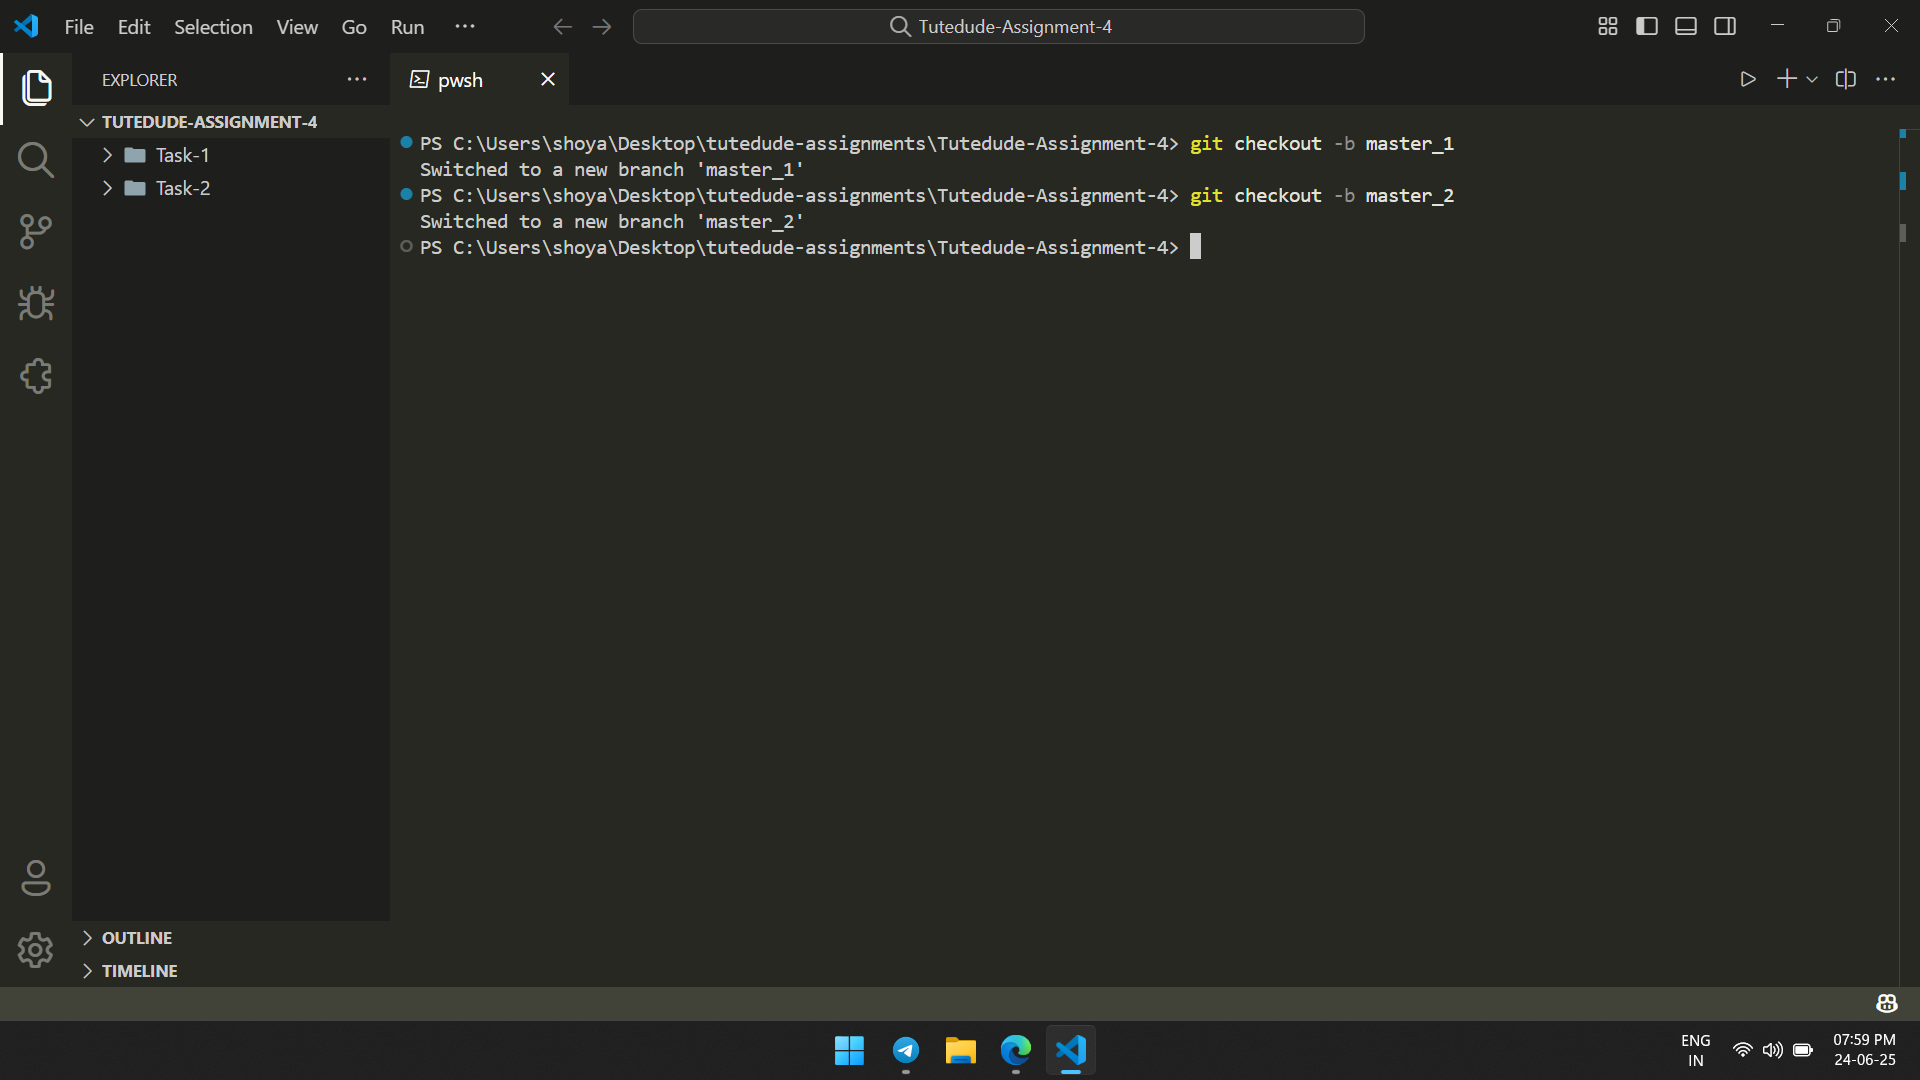 File Edit Selection View Go Run ···
Tutedude-Assignment-4
EXPLORER
pwsh
TUTEDUDE-ASSIGNMENT-4
Task-1
Task-2
PS C:\Users\shoya\Desktop\tutedude-assignments\Tutedude-Assignment-4> git checkout -b master_1
Switched to a new branch 'master_1'
PS C:\Users\shoya\Desktop\tutedude-assignments\Tutedude-Assignment-4> git checkout -b master_2
Switched to a new branch 'master_2'
PS C:\Users\shoya\Desktop\tutedude-assignments\Tutedude-Assignment-4>
OUTLINE
TIMELINE
ENG
IN
07:59 PM
24-06-25